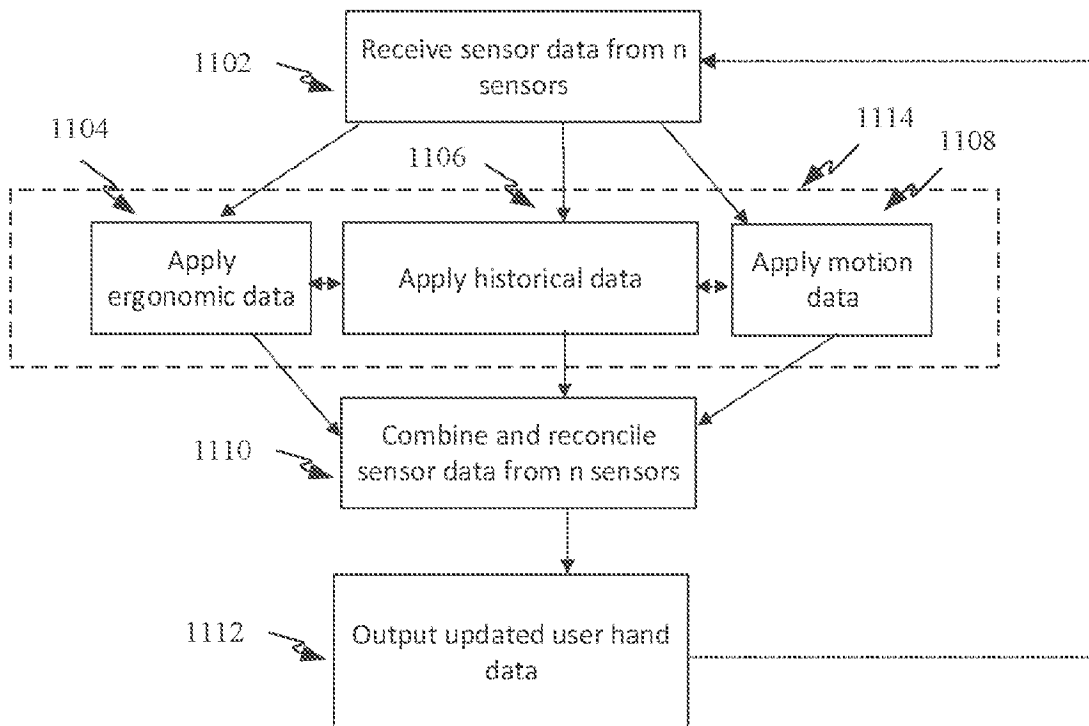 1102
Receive sensor data from n
sensors
1104
1106
1114
1108
Apply
ergonomic data
Apply historical data
Apply motion
data
1110
Combine and reconcile
sensor data from n sensors
1112
Output updated user hand
data